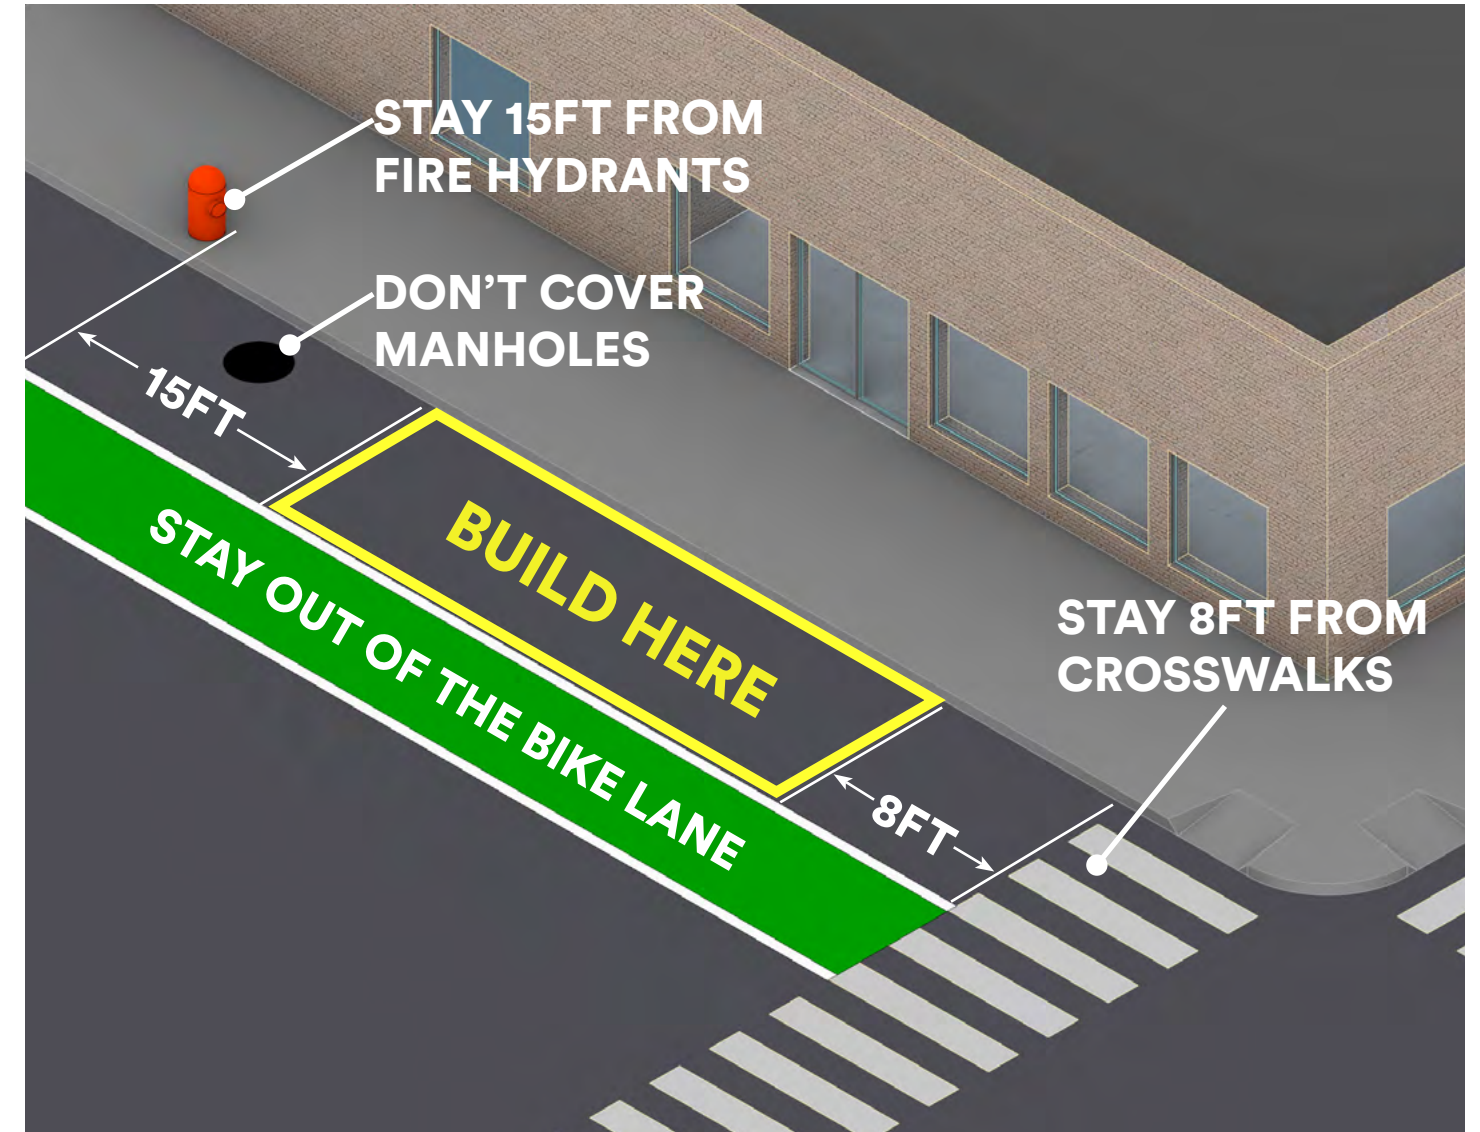 STAY 15FT FROM
FIRE HYDRANTS
DON'T COVER
MANHOLES
15FT
BUILD HERE
STAY OUT OF THE BIKE LANE
STAY 8FT FROM
CROSSWALKS
8FT